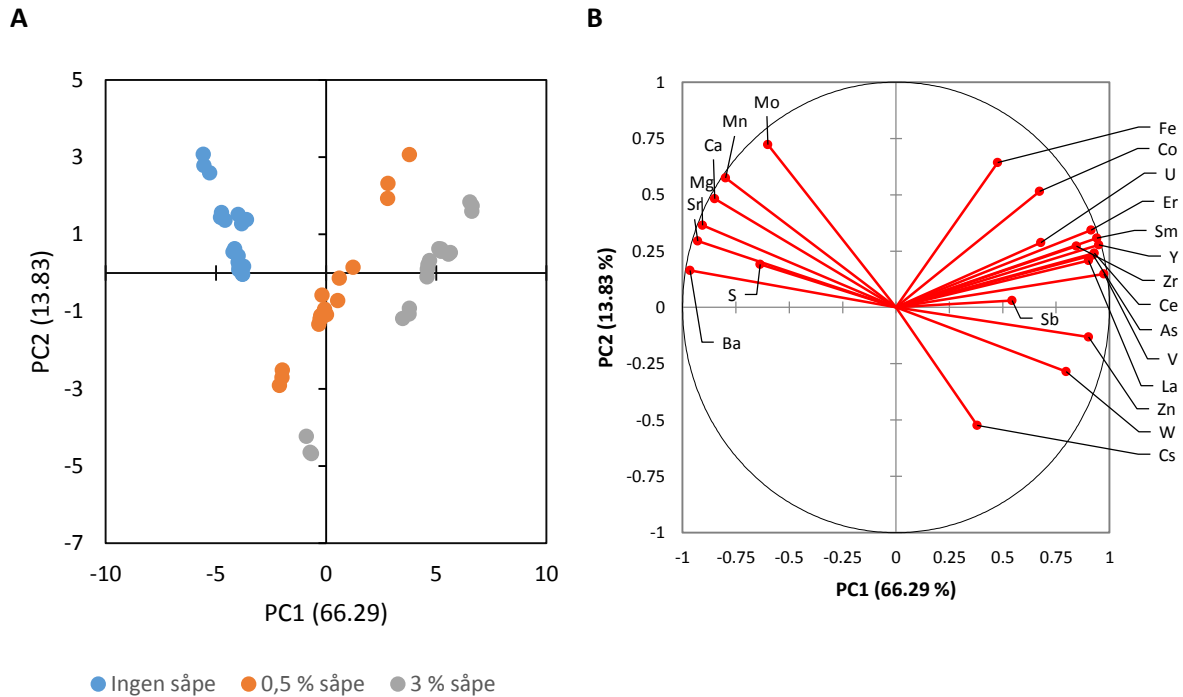 A
5
3
1
-1
-3
-5
-7
-10
-5
0
5
10
PC2 (13.83)
PC1 (66.29)
Ingen såpe
0,5 % såpe
3 % såpe
B
1
0.75
0.5
0.25
0
0.25
0.5
0.75
-1
-1
-0.75
-0.5
-0.25
0
0.25
0.5
0.75
1
PC2 (13.83 %)
PC1 (66.29 %)
Mo
Mn
Ca
Mg
Sr
S
Ba
Fe
Co
U
Er
Sm
Y
Zr
Ce
As
V
La
Zn
W
Cs
Sb